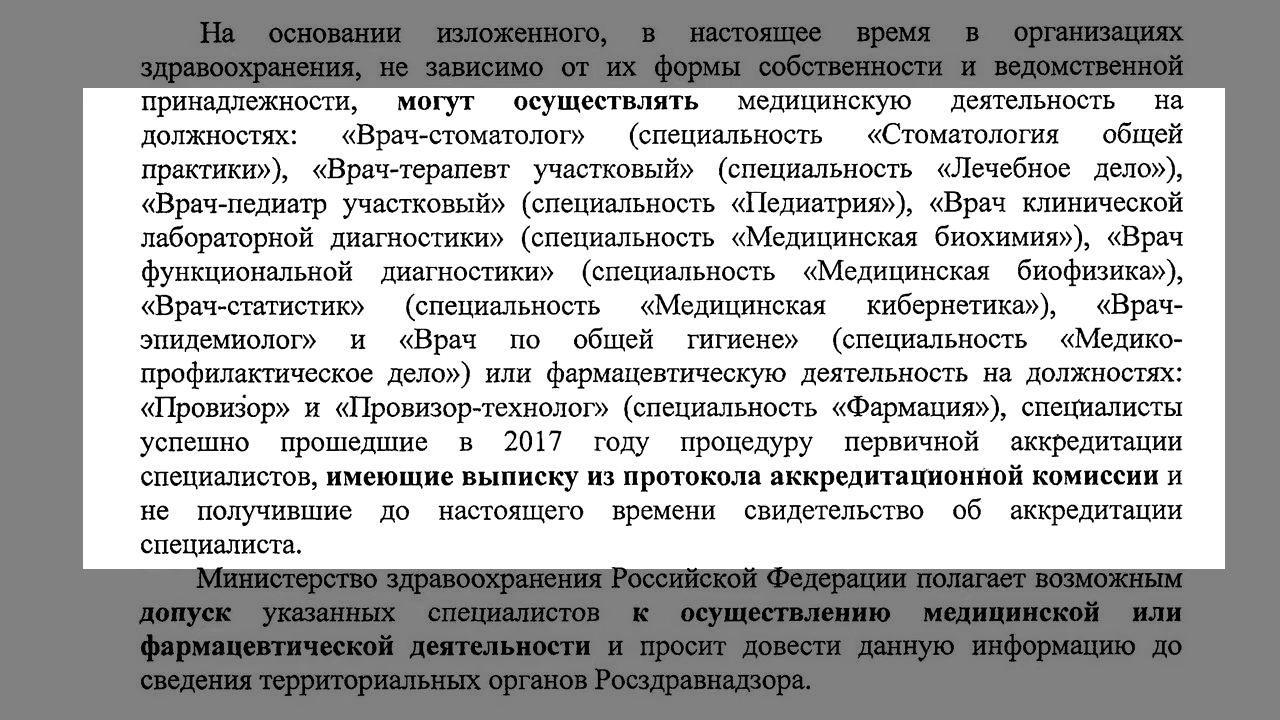 На основании изложенного, в настоящее время в организациях
здравоохранения, не зависимо от их формы собственности и ведомственной
принадлежности, могут осуществлять медицинскую деятельность на
должностях: «Врач-стоматолог» (специальность «Стоматология общей
практики»), «Врач-терапевт участковый» (специальность «Лечебное дело»),
«Врач-педиатр участковый» (специальность «Педиатрия»), «Врач клинической
лабораторной диагностики» (специальность «Медицинская биохимия»), «Врач
функциональной диагностики» (специальность «Медицинская биофизика»),
«Врач-статистик» (специальность «Медицинская кибернетика»), «Врач-
эпидемиолог» и «Врач по общей гигиене» (специальность «Медико-
профилактическое дело») или фармацевтическую деятельность на должностях:
«Провизор» и «Провизор-технолог» (специальность «Фармация»), специалисты
успешно прошедшие в 2017 году процедуру первичной аккредитации
специалистов, имеющие выписку из протокола аккредитационной комиссии и
не получившие до настоящего времени свидетельство об аккредитации
специалиста.
Министерство здравоохранения Российской Федерации полагает возможным
допуск указанных специалистов к осуществлению медицинской или
фармацевтической деятельности и просит довести данную информацию до
сведения территориальных органов Росздравнадзора.